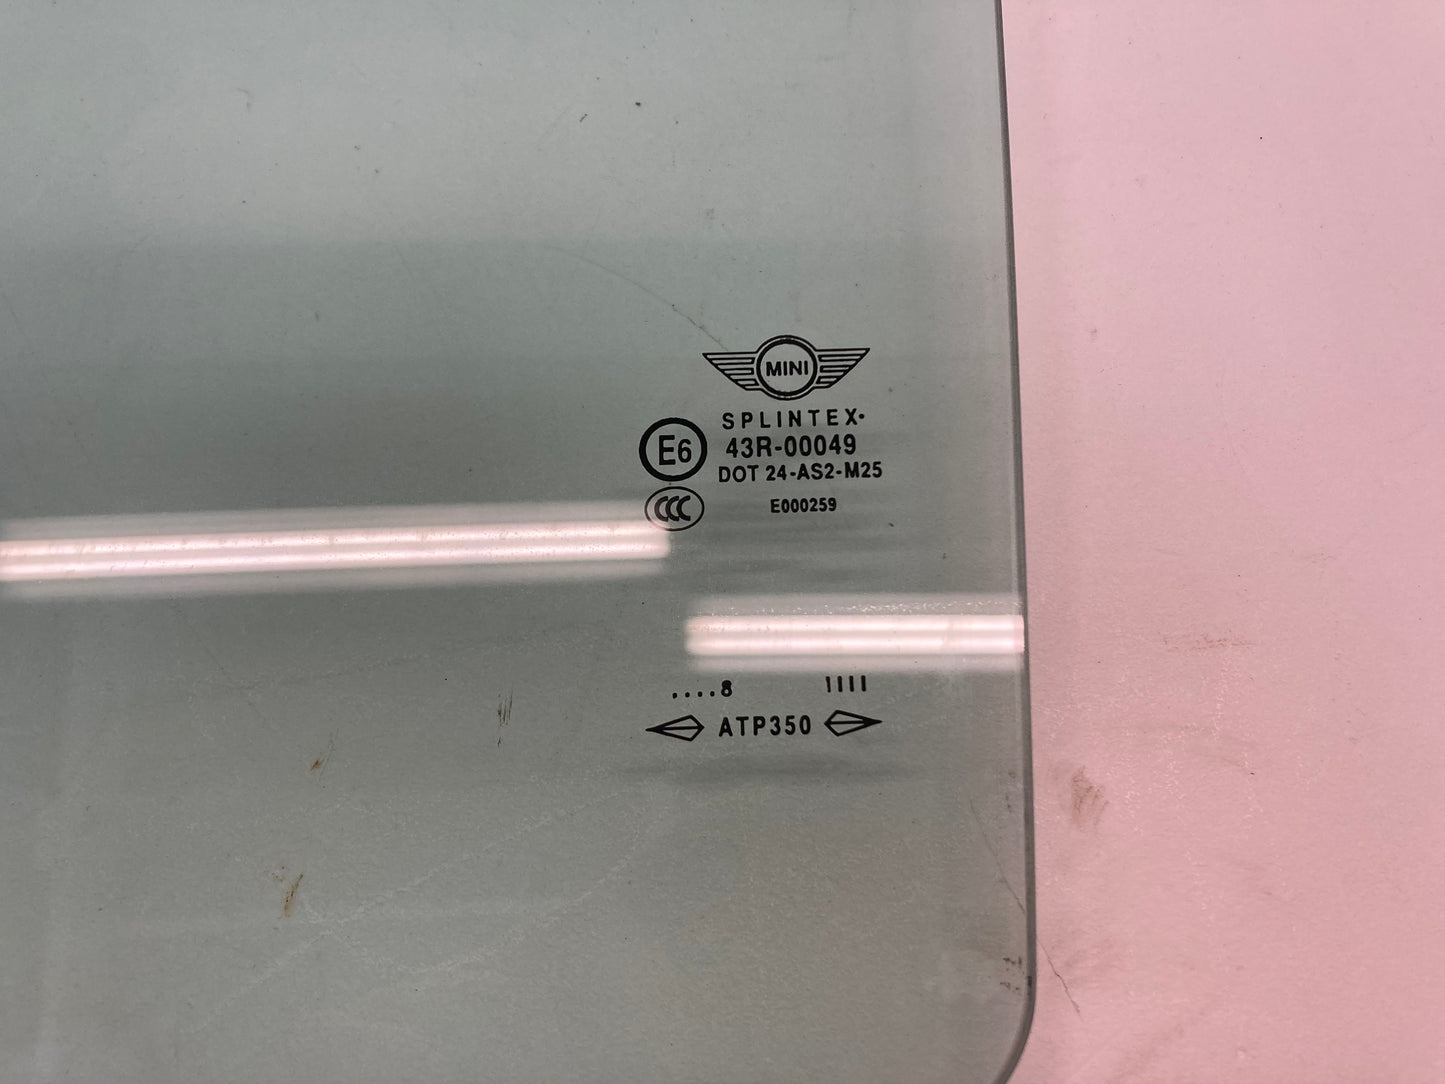 MINI
SPLINTEX·
E6
43R-00049
DOT 24-AS2-M25
CCC
E000259
....8 IIII
ATP350